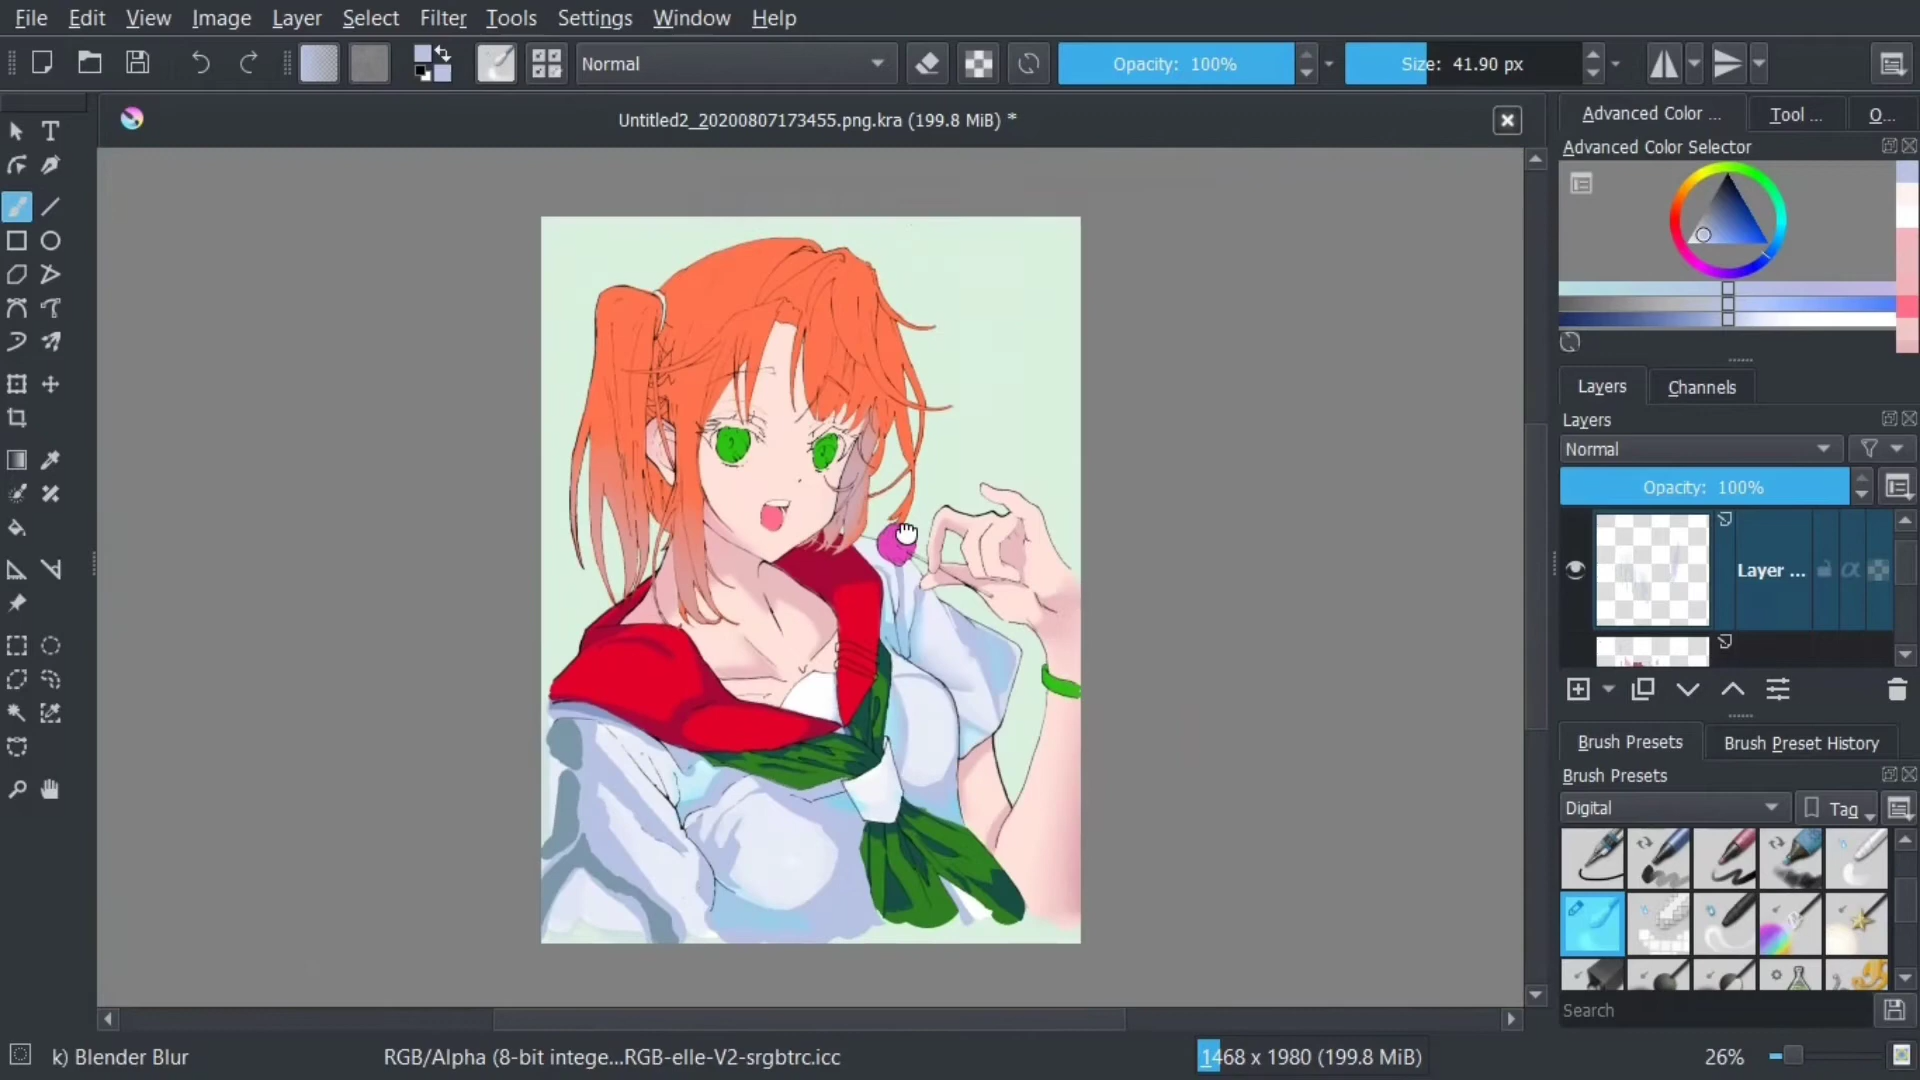 File Edit View Image Layer Select Filter Tools Settings Window Help
Normal
Opacity: 100%
Size: 41.90 px
Untitled2_20200807173455.png.kra (199.8 MiB) *
Advanced Color ... Tool ... O...
Advanced Color Selector
Layers Channels
Layers
Normal
Opacity: 100%
Layer ...
Brush Presets Brush Preset History
Brush Presets
Digital Tag
Search
k) Blender Blur
RGB/Alpha (8-bit intege...RGB-elle-V2-srgbtrc.icc
1468 x 1980 (199.8 MiB)
26%